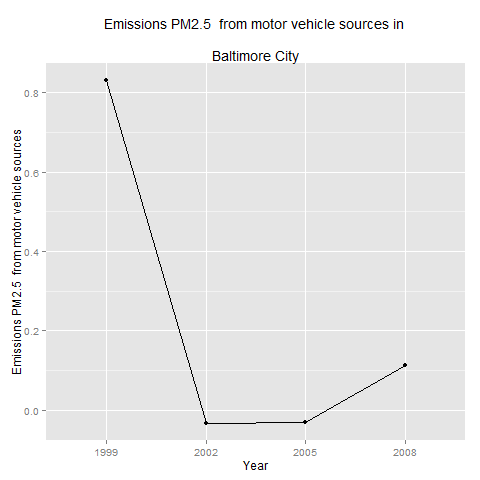 Emissions PM2.5  from motor vehicle sources in
Baltimore City
Emissions PM2.5  from motor vehicle sources
0.8
0.6
0.4
0.2
0.0
1999
2002
2005
2008
Year